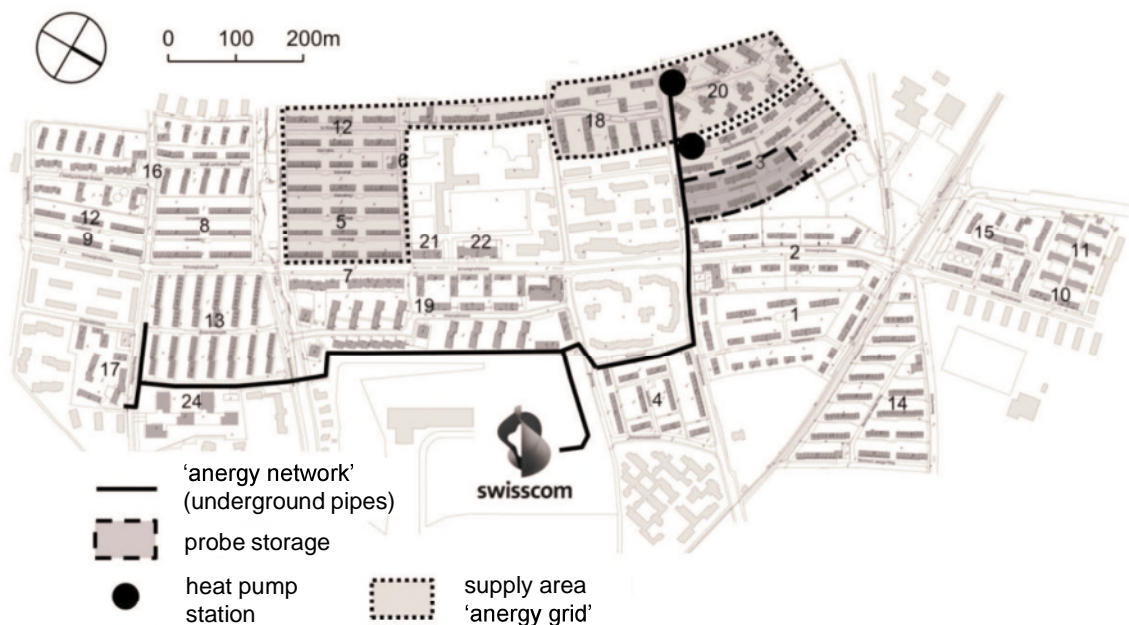 0 100 200m
20
12
18
6
3
16
12
5
8
9
21 22
2
15
11
7
10
19
13
1
17
24
4
14
swisscom
‘anergy network’
(underground pipes)
probe storage
heat pump
station
supply area
‘anergy grid’